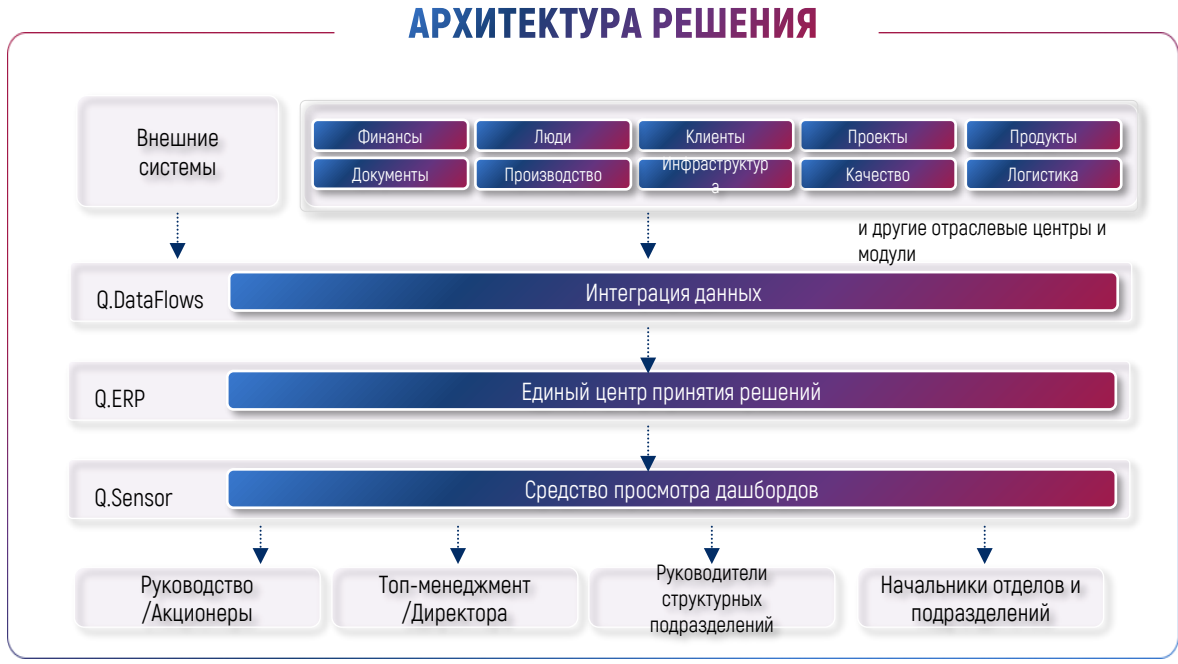 АРХИТЕКТУРА РЕШЕНИЯ
Внешние
системы
Финансы
Люди
Клиенты
Проекты
Продукты
Документы
Производство
Инфраструктур
а
Качество
Логистика
и другие отраслевые центры и
модули
Q.DataFlows
Интеграция данных
Q.ERP
Единый центр принятия решений
Q.Sensor
Средство просмотра дашбордов
Руководство
/Акционеры
Топ-менеджмент
/Директора
Руководители
структурных
подразделений
Начальники отделов и
подразделений